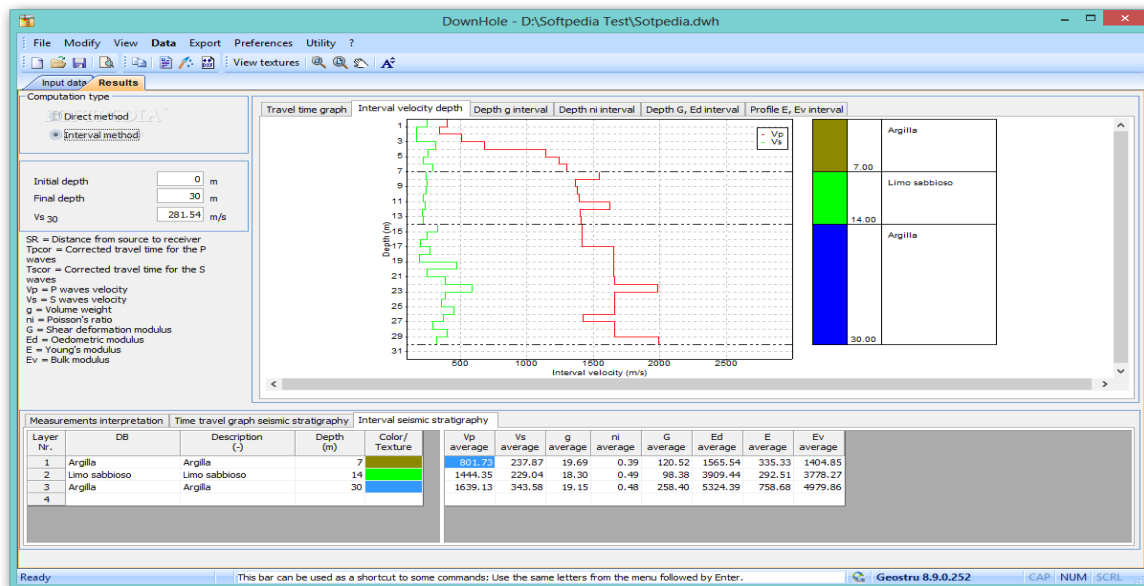 DownHole - D:\Softpedia Test\Sotpedia.dwh
File Modify View Data Export Preferences Utility ?
View textures
Input data Results
Computation type
Direct method
Interval method
Initial depth 0 m
Final depth 30 m
Vs 30 281.54 m/s
SR = Distance from source to receiver
Tpcor = Corrected travel time for the P
waves
Tscor = Corrected travel time for the S
waves
Vp = P waves velocity
Vs = S waves velocity
g = Volume weight
ni = Poisson's ratio
G = Shear deformation modulus
Ed = Oedometric modulus
E = Young's modulus
Ev = Bulk modulus
Travel time graph Interval velocity depth Depth g interval Depth ni interval Depth G, Ed interval Profile E, Ev interval
Depth (m)
1
3
5
7
9
11
13
15
17
19
21
23
25
27
29
31
500 1000 1500 2000 2500
Interval velocity (m/s)
Vp
Vs
Argilla
7.00
Limo sabbioso
14.00
Argilla
30.00
Measurements interpretation Time travel graph seismic stratigraphy Interval seismic stratigraphy
Layer Nr. DB Description (-) Depth (m) Color/ Texture Vp average Vs average g average ni average G average Ed average E average Ev average
1 Argilla Argilla 7 801.73 237.87 19.69 0.39 120.52 1565.54 335.33 1404.85
2 Limo sabbioso Limo sabbioso 14 1444.35 229.04 18.30 0.49 98.38 3909.44 292.51 3778.27
3 Argilla Argilla 30 1639.13 343.58 19.15 0.48 258.40 5324.39 758.68 4979.86
4
Ready This bar can be used as a shortcut to some commands: Use the same letters from the menu followed by Enter. Geostru 8.9.0.252 CAP NUM SCRL